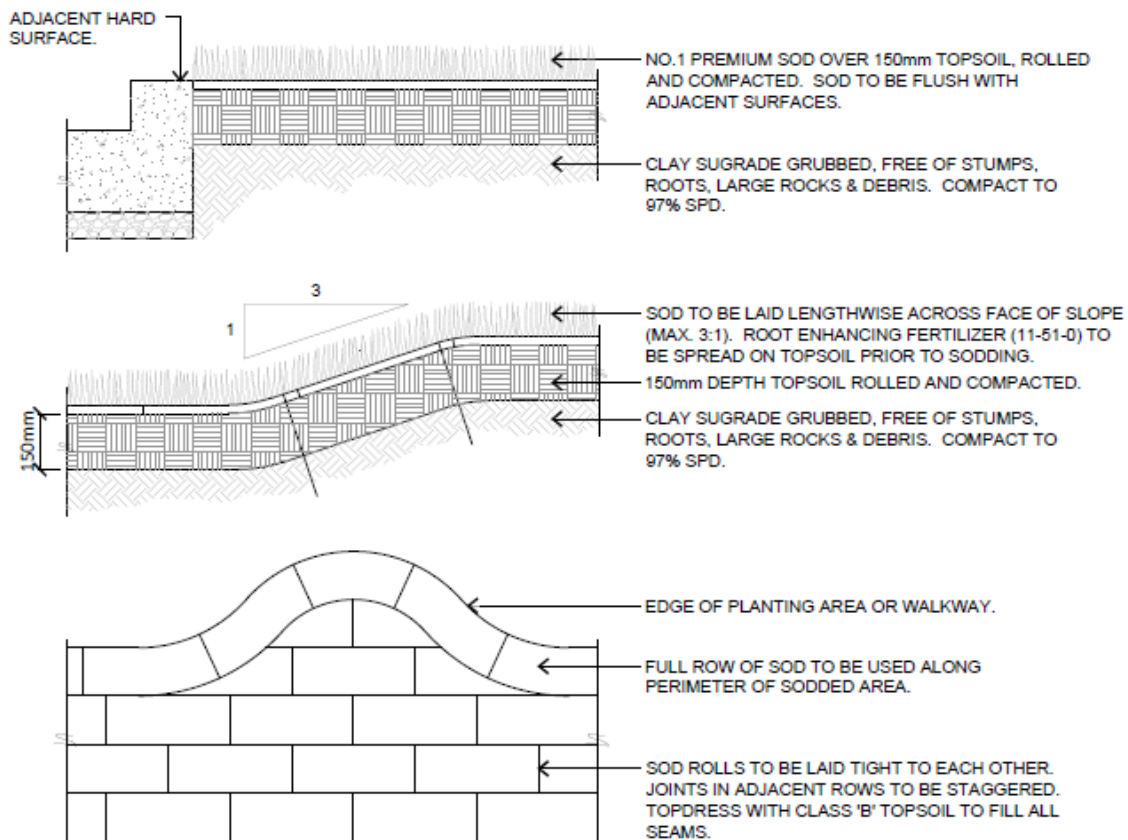 ADJACENT HARD
SURFACE.
NO.1 PREMIUM SOD OVER 150mm TOPSOIL, ROLLED
AND COMPACTED. SOD TO BE FLUSH WITH
ADJACENT SURFACES.
CLAY SUGRADE GRUBBED, FREE OF STUMPS,
ROOTS, LARGE ROCKS & DEBRIS. COMPACT TO
97% SPD.
3
1
SOD TO BE LAID LENGTHWISE ACROSS FACE OF SLOPE
(MAX. 3:1). ROOT ENHANCING FERTILIZER (11-51-0) TO
BE SPREAD ON TOPSOIL PRIOR TO SODDING.
150mm DEPTH TOPSOIL ROLLED AND COMPACTED.
CLAY SUGRADE GRUBBED, FREE OF STUMPS,
ROOTS, LARGE ROCKS & DEBRIS. COMPACT TO
97% SPD.
150mm
EDGE OF PLANTING AREA OR WALKWAY.
FULL ROW OF SOD TO BE USED ALONG
PERIMETER OF SODDED AREA.
SOD ROLLS TO BE LAID TIGHT TO EACH OTHER.
JOINTS IN ADJACENT ROWS TO BE STAGGERED.
TOPDRESS WITH CLASS 'B' TOPSOIL TO FILL ALL
SEAMS.